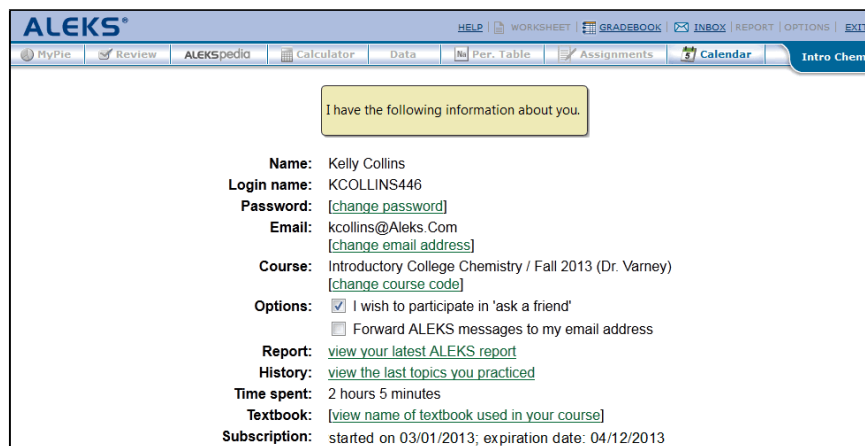 ALEKS® HELP | WORKSHEET | GRADEBOOK | INBOX | REPORT | OPTIONS | EXIT
MyPie Review ALEKSpedia Calculator Data Na Per. Table Assignments 5 Calendar Intro Chem
I have the following information about you.
Name: Kelly Collins
Login name: KCOLLINS446
Password: [change password]
Email: kcollins@Aleks.Com
[change email address]
Course: Introductory College Chemistry / Fall 2013 (Dr. Varney)
[change course code]
Options: I wish to participate in 'ask a friend'
Forward ALEKS messages to my email address
Report: view your latest ALEKS report
History: view the last topics you practiced
Time spent: 2 hours 5 minutes
Textbook: [view name of textbook used in your course]
Subscription: started on 03/01/2013; expiration date: 04/12/2013